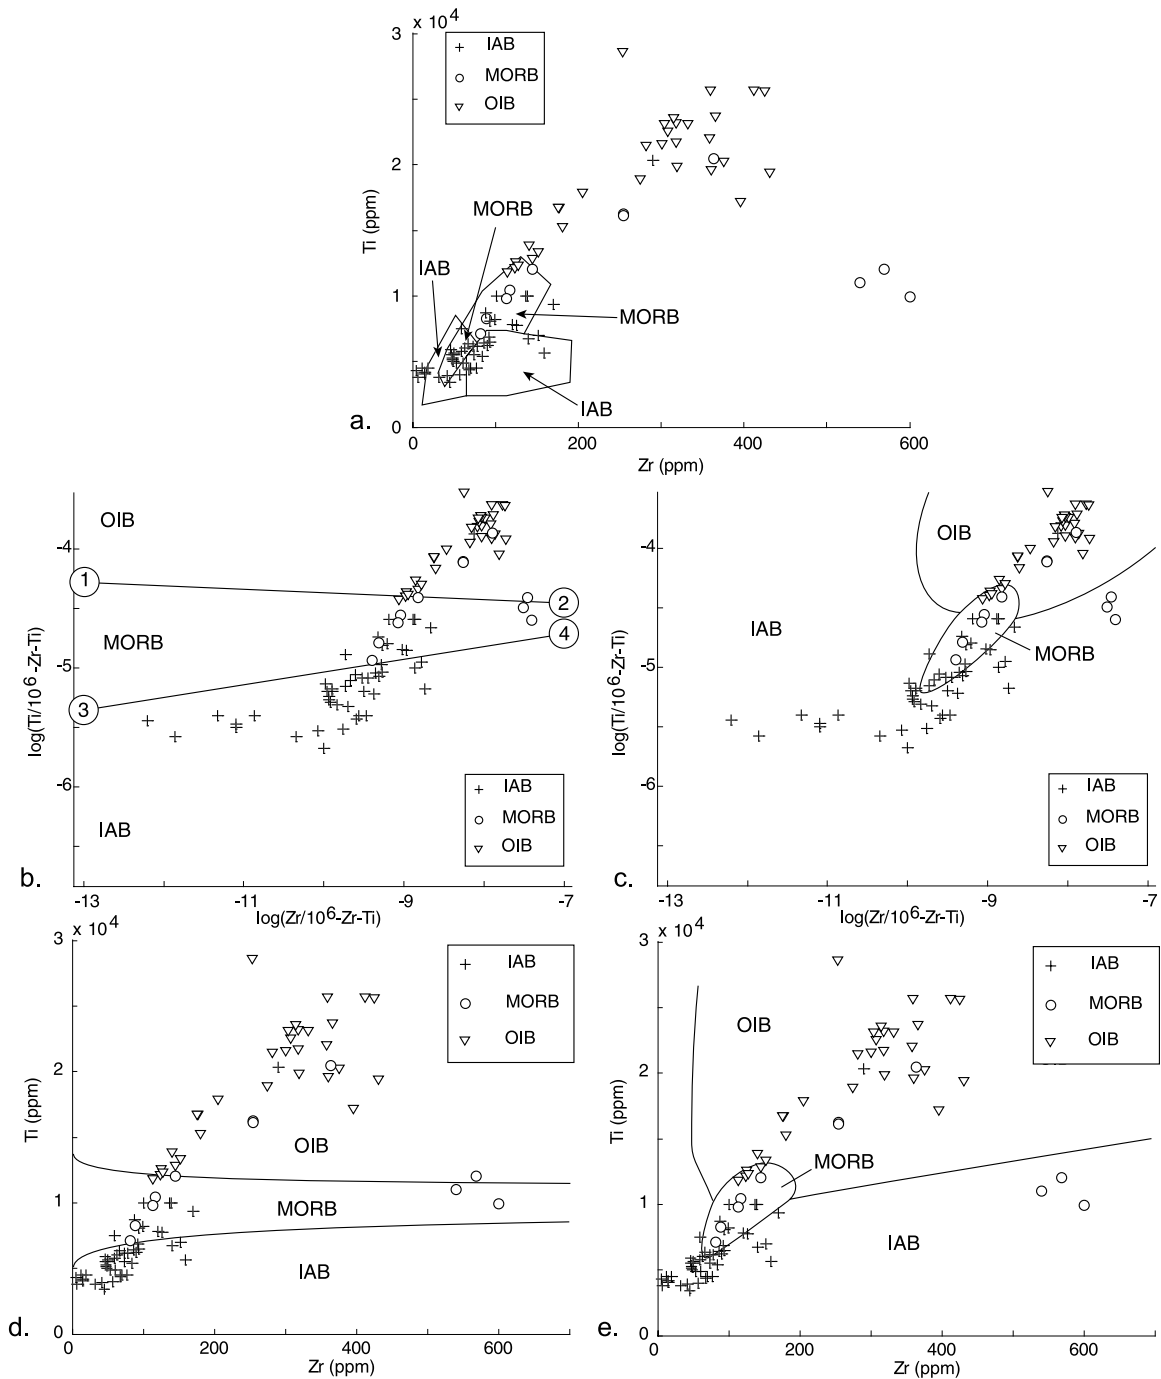 x 10^4
3
IAB
MORB
OIB
2
MORB
IAB
1
MORB
IAB
0
Ti (ppm)
a.
0
200
400
600
Zr (ppm)
OIB
-4
1
2
MORB
4
-5
3
-6
IAB
log(Ti/10^6-Zr-Ti)
IAB
MORB
OIB
b.
-13
-11
-9
-7
log(Zr/10^6-Zr-Ti)
-4
OIB
IAB
MORB
-5
-6
log(Ti/10^6-Zr-Ti)
IAB
MORB
OIB
c.
-13
-11
-9
-7
log(Zr/10^6-Zr-Ti)
x 10^4
3
IAB
MORB
OIB
2
OIB
1
MORB
IAB
0
Ti (ppm)
d.
0
200
400
600
Zr (ppm)
x 10^4
3
IAB
MORB
OIB
OIB
2
MORB
1
IAB
0
Ti (ppm)
e.
0
200
400
600
Zr (ppm)